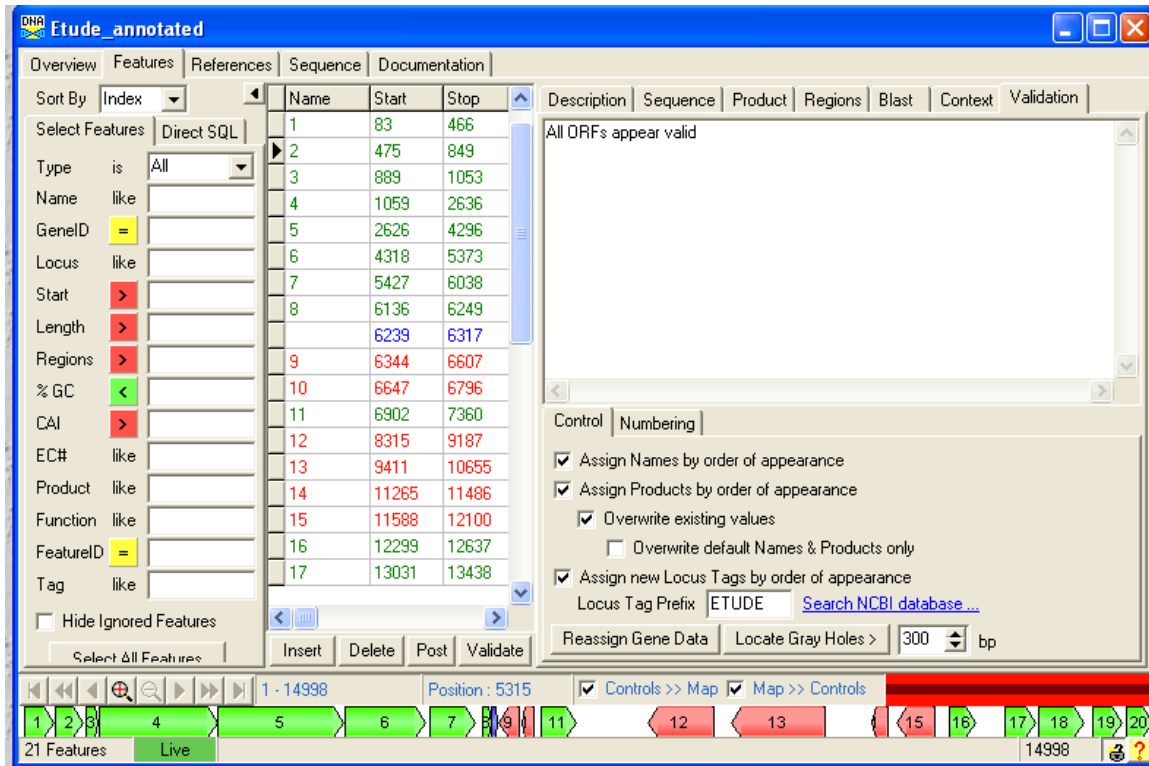 DNA Etude_annotated
Overview Features References Sequence Documentation
Sort By Index
Select Features Direct SQL
Type is All
Name like
GeneID =
Locus like
Start >
Length >
Regions >
% GC <
CAI >
EC# like
Product like
Function like
FeatureID =
Tag like
Hide Ignored Features
Select All Features
Name Start Stop
1 83 466
2 475 849
3 889 1053
4 1059 2636
5 2626 4296
6 4318 5373
7 5427 6038
8 6136 6249
6239 6317
9 6344 6607
10 6647 6796
11 6902 7360
12 8315 9187
13 9411 10655
14 11265 11486
15 11588 12100
16 12299 12637
17 13031 13438
Insert Delete Post Validate
Description Sequence Product Regions Blast Context Validation
All ORFs appear valid
Control Numbering
Assign Names by order of appearance
Assign Products by order of appearance
Overwrite existing values
Overwrite default Names & Products only
Assign new Locus Tags by order of appearance
Locus Tag Prefix ETUDE Search NCBI database ...
Reassign Gene Data Locate Gray Holes > 300 bp
1 - 14998 Position : 5315 Controls >> Map Map >> Controls
1 2 3 4 5 6 7 8 9 11 12 13 15 16 17 18 19 20
21 Features Live 14998 ?